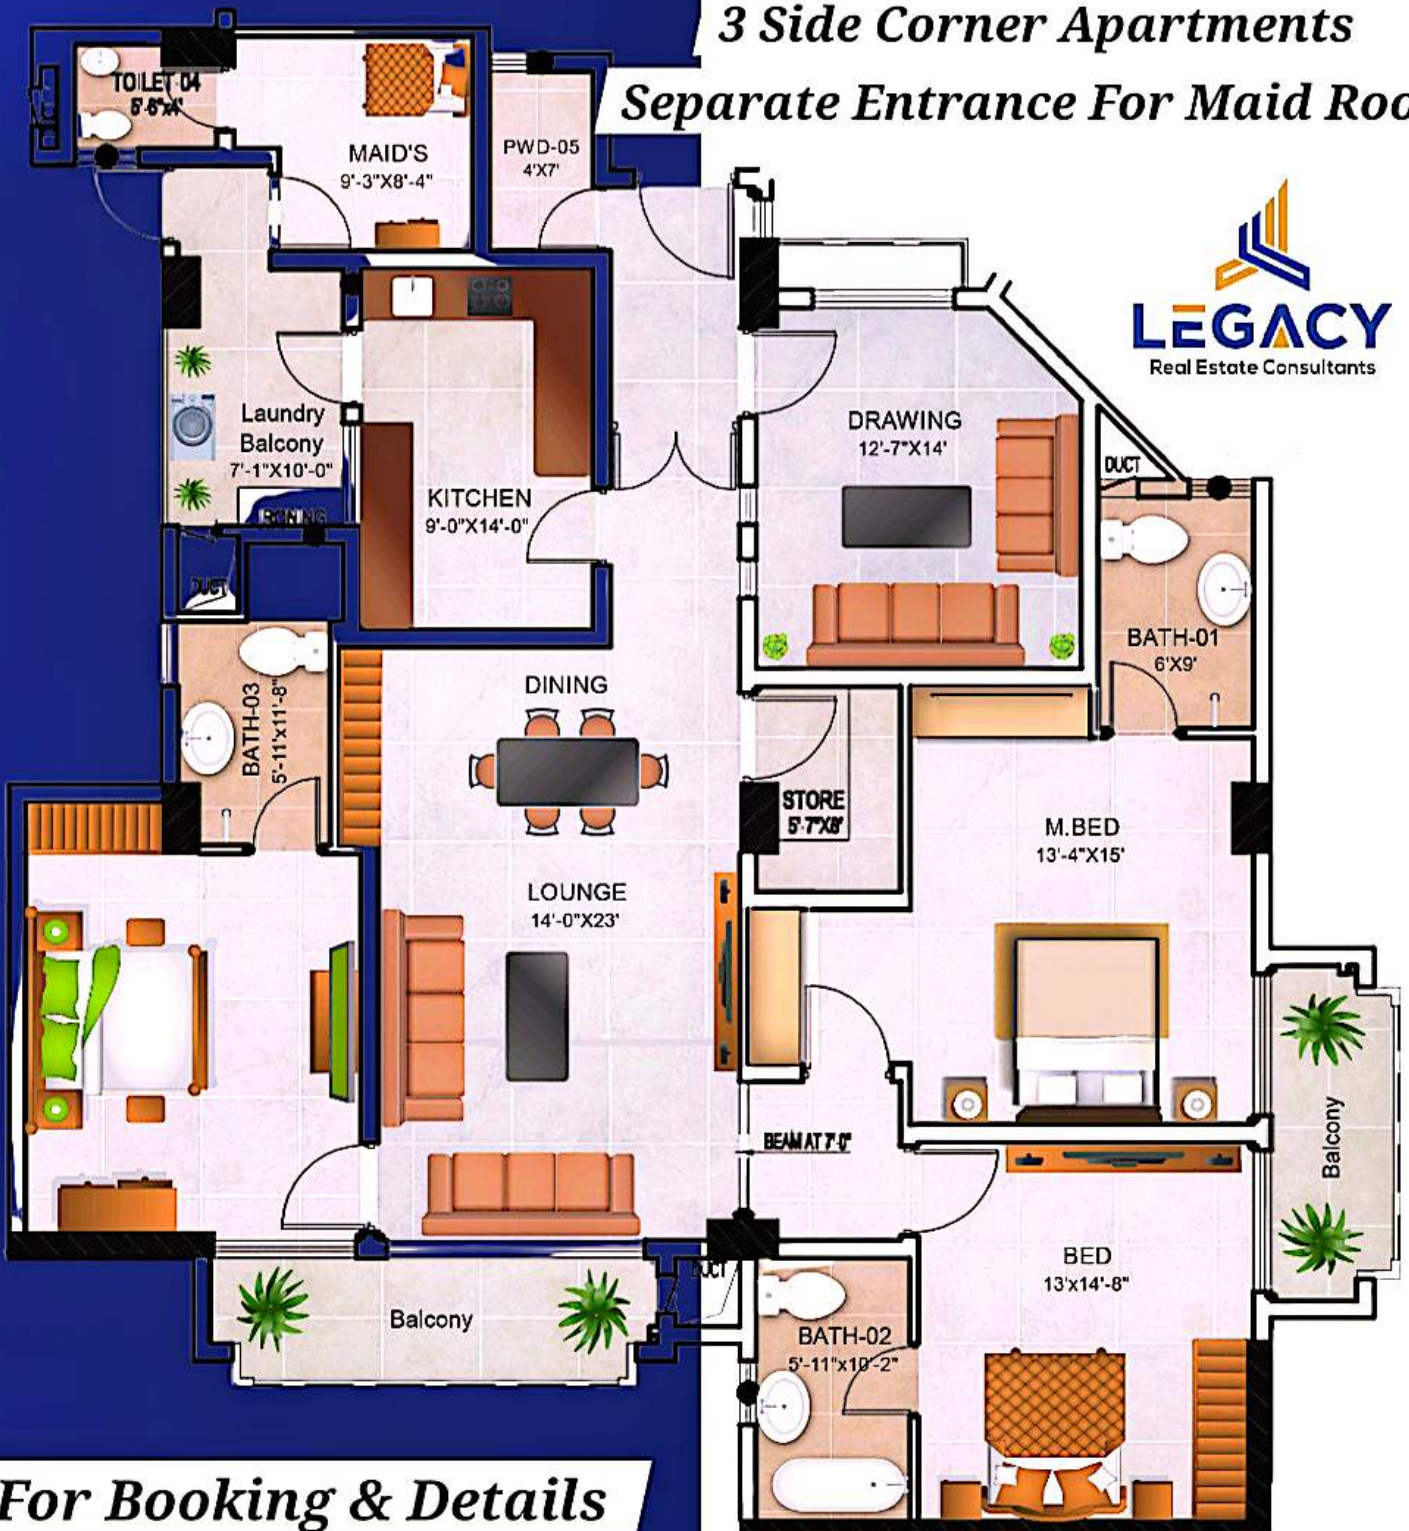 3 Side Corner Apartments
Separate Entrance For Maid Roo
TOILET-04
5'-6"x4'
MAID'S
9'-3"X8'-4"
PWD-05
4'X7'
LEGACY
Real Estate Consultants
Laundry
Balcony
7'-1"X10'-0"
IRONING
DUCT
KITCHEN
9'-0"X14'-0"
DRAWING
12'-7"X14'
DUCT
BATH-01
6'X9'
BATH-03
5'-11'x11'-8"
DINING
STORE
5'-7"X8'
M.BED
13'-4"X15'
LOUNGE
14'-0"X23'
BEAM AT 7'-0"
Balcony
BED
13'x14'-8"
DUCT
Balcony
BATH-02
5'-11"x10'-2"
For Booking & Details